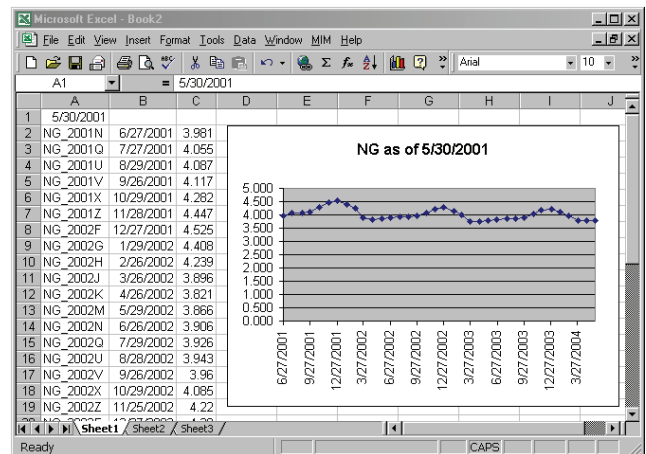 Microsoft Excel - Book2
File Edit View Insert Format Tools Data Window MIM Help
Arial 10
A1 = 5/30/2001
A B C D E F G H I J
1 5/30/2001
2 NG_2001N 6/27/2001 3.981
3 NG_2001Q 7/27/2001 4.055
4 NG_2001U 8/29/2001 4.087
5 NG_2001V 9/26/2001 4.117
6 NG_2001X 10/29/2001 4.282
7 NG_2001Z 11/28/2001 4.447
8 NG_2002F 12/27/2001 4.525
9 NG_2002G 1/29/2002 4.408
10 NG_2002H 2/26/2002 4.239
11 NG_2002J 3/26/2002 3.896
12 NG_2002K 4/26/2002 3.821
13 NG_2002M 5/29/2002 3.866
14 NG_2002N 6/26/2002 3.906
15 NG_2002Q 7/29/2002 3.926
16 NG_2002U 8/28/2002 3.943
17 NG_2002V 9/26/2002 3.96
18 NG_2002X 10/29/2002 4.085
19 NG_2002Z 11/25/2002 4.22
NG as of 5/30/2001
5.000
4.500
4.000
3.500
3.000
2.500
2.000
1.500
1.000
0.500
0.000
6/27/2001
9/27/2001
12/27/2001
3/27/2002
6/27/2002
9/27/2002
12/27/2002
3/27/2003
6/27/2003
9/27/2003
12/27/2003
3/27/2004
Sheet1 Sheet2 Sheet3
Ready CAPS